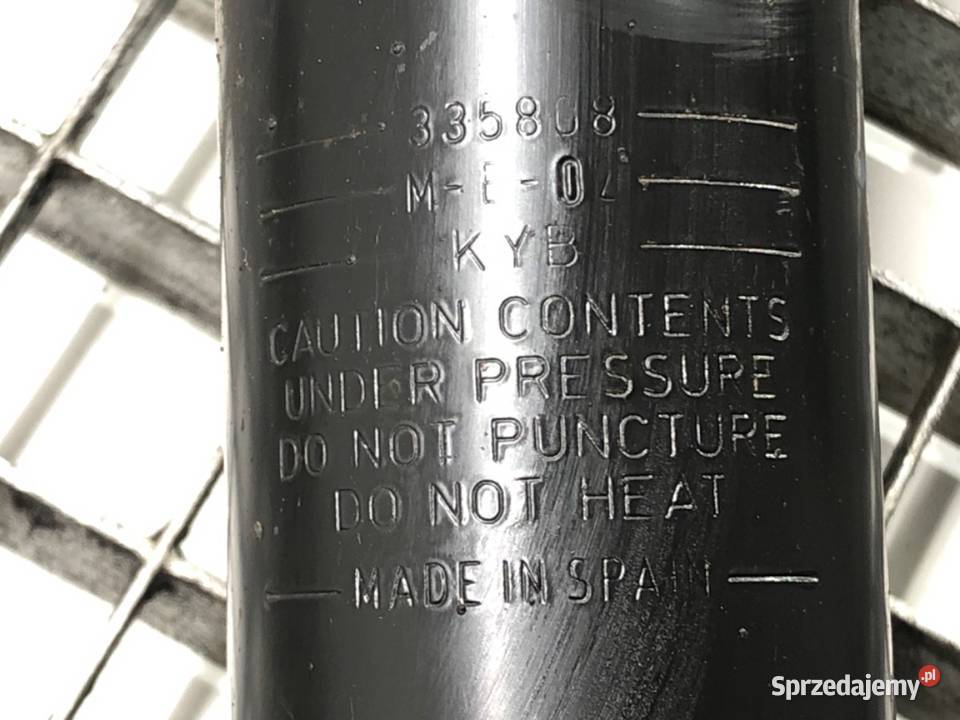 335808
KYB
CAUTION CONTENTS
UNDER PRESSURE
DO NOT PUNCTURE
DO NOT HEAT
MADE IN SPAIN
Sprzedajemy.pl